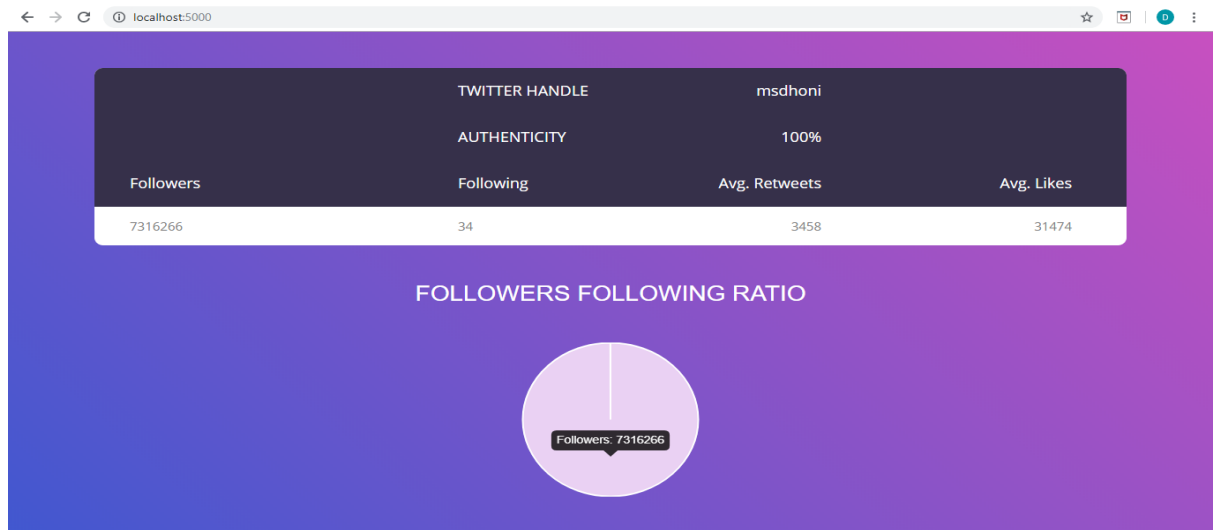 localhost:5000
D
TWITTER HANDLE msdhoni
AUTHENTICITY 100%
Followers Following Avg. Retweets Avg. Likes
7316266 34 3458 31474
FOLLOWERS FOLLOWING RATIO
Followers: 7316266